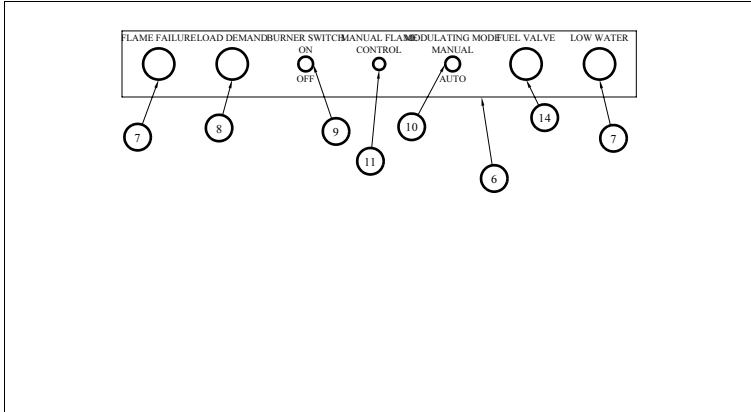 FLAME FAILURE LOAD DEMAND BURNER SWITCH MANUAL FLAME MODULATING MODE FUEL VALVE LOW WATER
ON CONTROL MANUAL
OFF AUTO
7 8 9 11 10 6 14 7